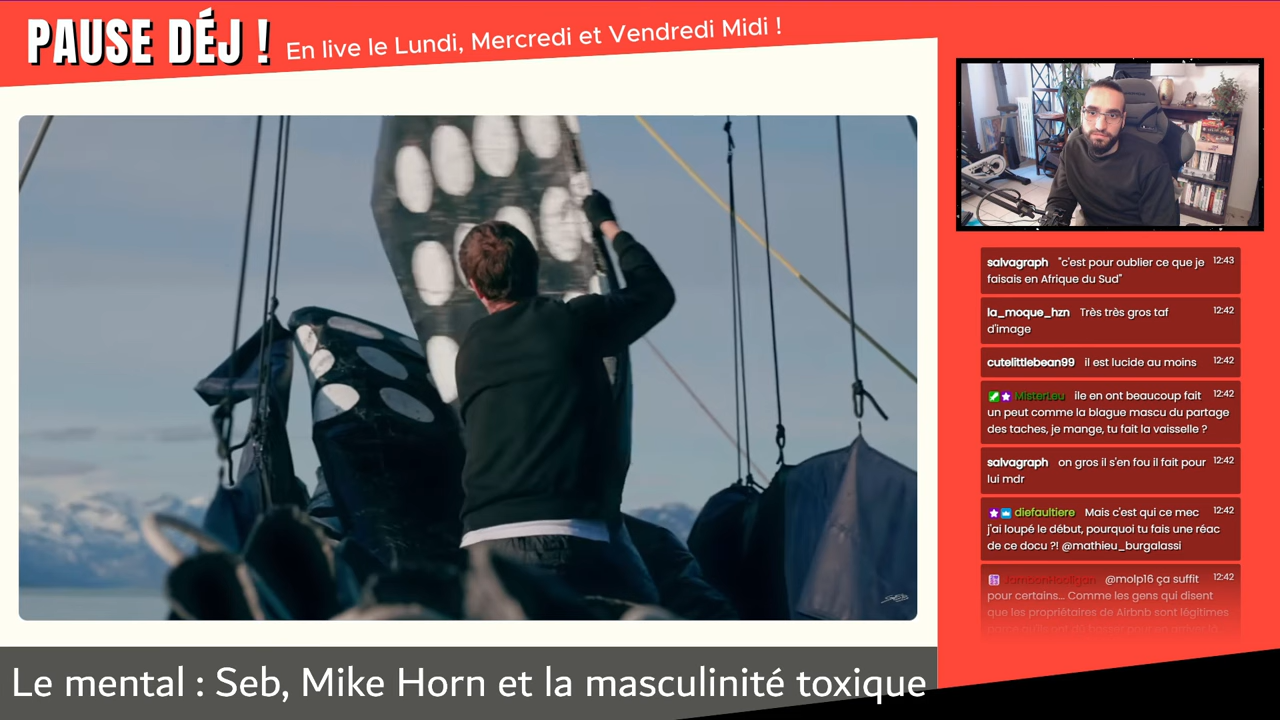 PAUSE DÉJ !
En live le Lundi, Mercredi et Vendredi Midi !
salvagraph "c'est pour oublier ce que je 12:43
faisais en Afrique du Sud"
la_moque_hzn Très très gros taf 12:42
d'image
cutelittlebean99 il est lucide au moins 12:42
MisterLeu ile en ont beaucoup fait 12:42
un peut comme la blague mascu du partage
des taches, je mange, tu fait la vaisselle ?
salvagraph on gros il s'en fou il fait pour 12:42
lui mdr
diefaultiere Mais c'est qui ce mec 12:42
j'ai loupé le début, pourquoi tu fais une réac
de ce docu ?! @mathieu_burgalassi
JambonHooligan @molp16 ça suffit 12:42
pour certains... Comme les gens qui disent
que les propriétaires de Airbnb sont légitimes
Le mental : Seb, Mike Horn et la masculinité toxique